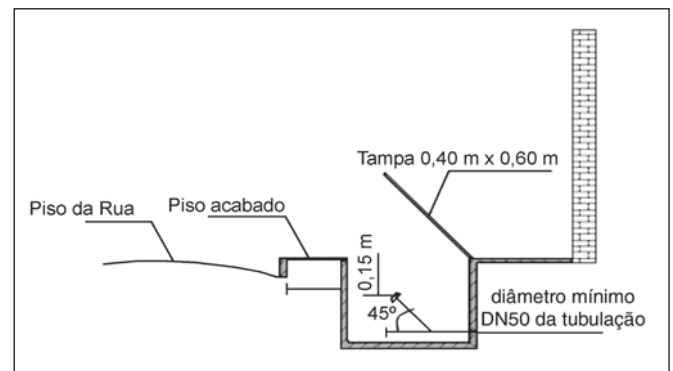 Tampa 0,40 m x 0,60 m
Piso da Rua
Piso acabado
0,15 m
45º
diâmetro mínimo
DN50 da tubulação